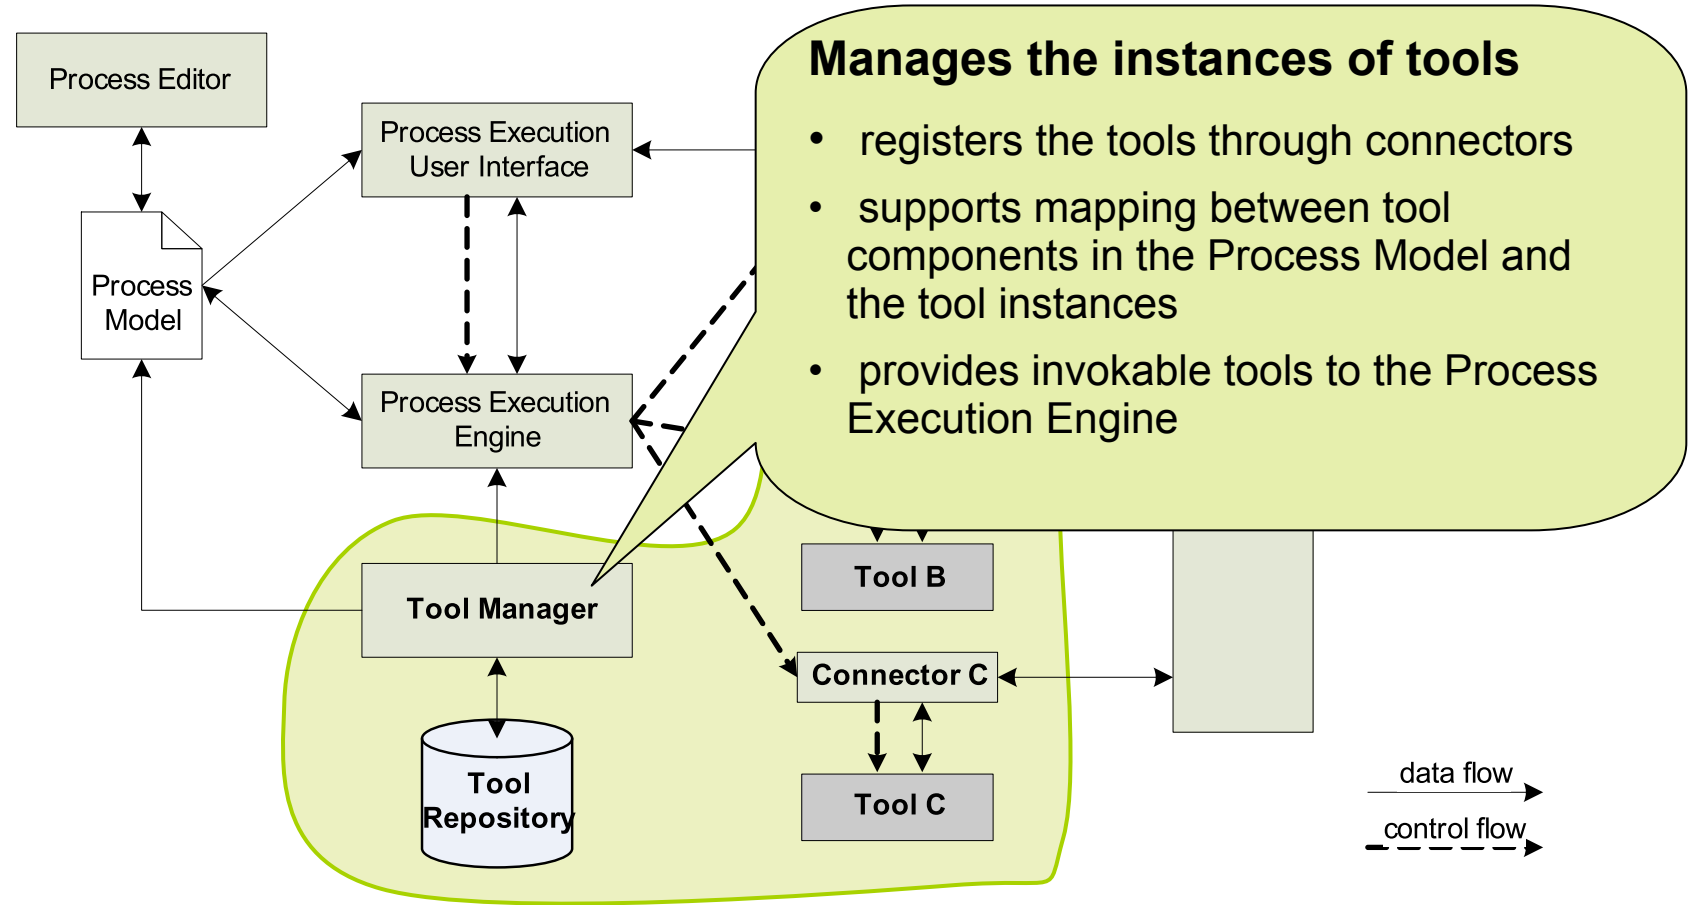 Process Editor
Process Execution
User Interface
Process
Model
Process Execution
Engine
Manages the instances of tools
• registers the tools through connectors
• supports mapping between tool
components in the Process Model and
the tool instances
• provides invokable tools to the Process
Execution Engine
Tool Manager
Tool
Repository
Tool B
Connector C
Tool C
data flow
control flow